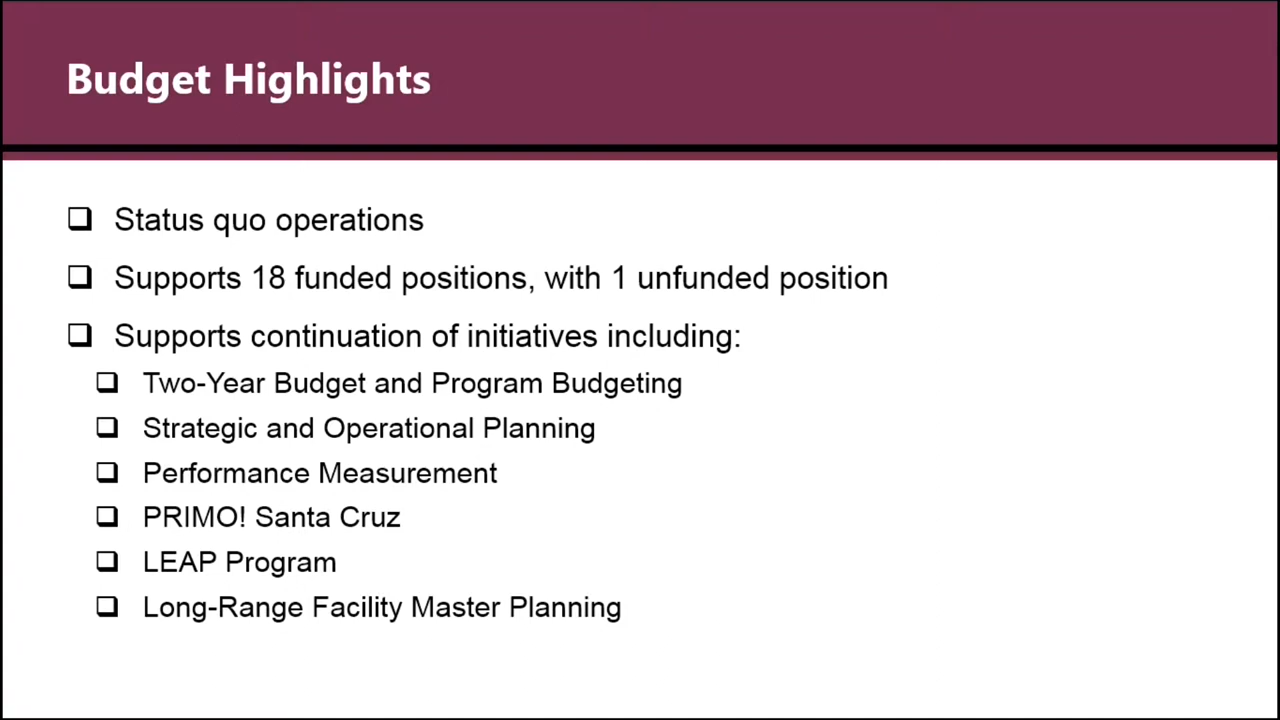 Budget Highlights
Status quo operations
Supports 18 funded positions, with 1 unfunded position
Supports continuation of initiatives including:
Two-Year Budget and Program Budgeting
Strategic and Operational Planning
Performance Measurement
PRIMO! Santa Cruz
LEAP Program
Long-Range Facility Master Planning